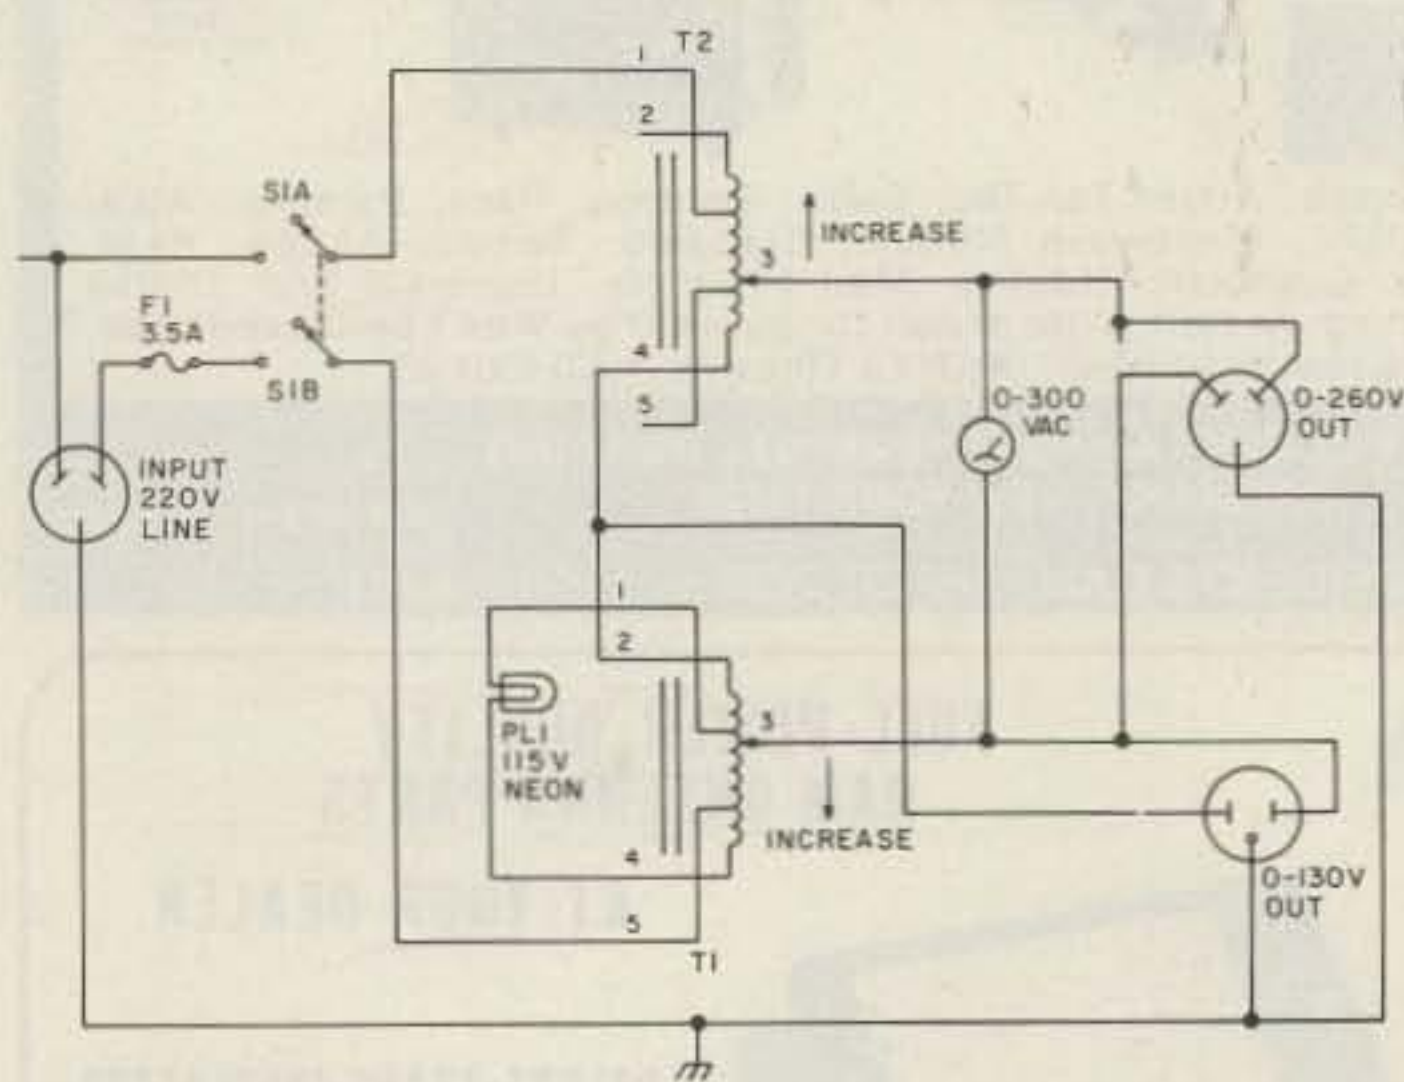 T2
1
2
S1A
INCREASE
3
F1
3.5A
4
S1B
5
0-300
VAC
0-260V
OUT
INPUT
220V
LINE
1
2
3
PL1
115V
NEON
INCREASE
4
0-130V
OUT
5
T1